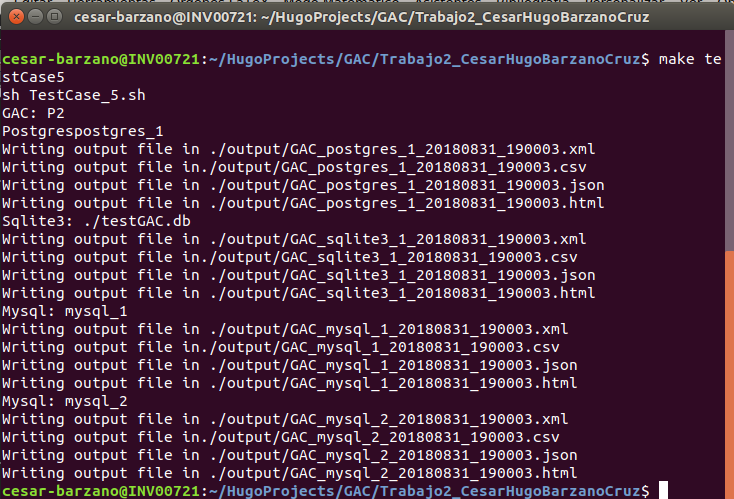 cesar-barzano@INV00721: ~/HugoProjects/GAC/Trabajo2_CesarHugoBarzanoCruz
cesar-barzano@INV00721:~/HugoProjects/GAC/Trabajo2_CesarHugoBarzanoCruz$ make te
stCase5
sh TestCase_5.sh
GAC: P2
Postgrespostgres_1
Writing output file in ./output/GAC_postgres_1_20180831_190003.xml
Writing output file in./output/GAC_postgres_1_20180831_190003.csv
Writing output file in ./output/GAC_postgres_1_20180831_190003.json
Writing output file in ./output/GAC_postgres_1_20180831_190003.html
Sqlite3: ./testGAC.db
Writing output file in ./output/GAC_sqlite3_1_20180831_190003.xml
Writing output file in./output/GAC_sqlite3_1_20180831_190003.csv
Writing output file in ./output/GAC_sqlite3_1_20180831_190003.json
Writing output file in ./output/GAC_sqlite3_1_20180831_190003.html
Mysql: mysql_1
Writing output file in ./output/GAC_mysql_1_20180831_190003.xml
Writing output file in./output/GAC_mysql_1_20180831_190003.csv
Writing output file in ./output/GAC_mysql_1_20180831_190003.json
Writing output file in ./output/GAC_mysql_1_20180831_190003.html
Mysql: mysql_2
Writing output file in ./output/GAC_mysql_2_20180831_190003.xml
Writing output file in./output/GAC_mysql_2_20180831_190003.csv
Writing output file in ./output/GAC_mysql_2_20180831_190003.json
Writing output file in ./output/GAC_mysql_2_20180831_190003.html
cesar-barzano@INV00721:~/HugoProjects/GAC/Trabajo2_CesarHugoBarzanoCruz$